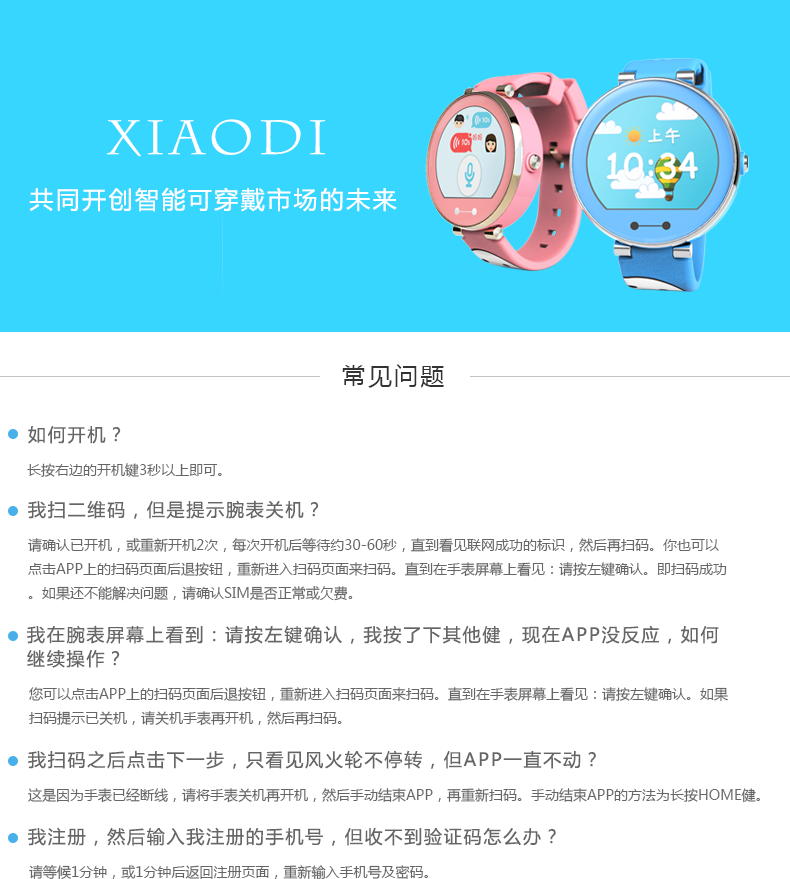 XIAODI
共同开创智能可穿戴市场的未来
10s
10s
上午
10:34
常见问题
如何开机？
长按右边的开机键3秒以上即可。
我扫二维码，但是提示腕表关机？
请确认已开机，或重新开机2次，每次开机后等待约30-60秒，直到看见联网成功的标识，然后再扫码。你也可以
点击APP上的扫码页面后退按钮，重新进入扫码页面来扫码。直到在手表屏幕上看见：请按左键确认。即扫码成功
。如果还不能解决问题，请确认SIM是否正常或欠费。
我在腕表屏幕上看到：请按左键确认，我按了下其他健，现在APP没反应，如何
继续操作？
您可以点击APP上的扫码页面后退按钮，重新进入扫码页面来扫码。直到在手表屏幕上看见：请按左键确认。如果
扫码提示已关机，请关机手表再开机，然后再扫码。
我扫码之后点击下一步，只看见风火轮不停转，但APP一直不动？
这是因为手表已经断线，请将手表关机再开机，然后手动结束APP，再重新扫码。手动结束APP的方法为长按HOME健。
我注册，然后输入我注册的手机号，但收不到验证码怎么办？
请等候1分钟，或1分钟后返回注册页面，重新输入手机号及密码。